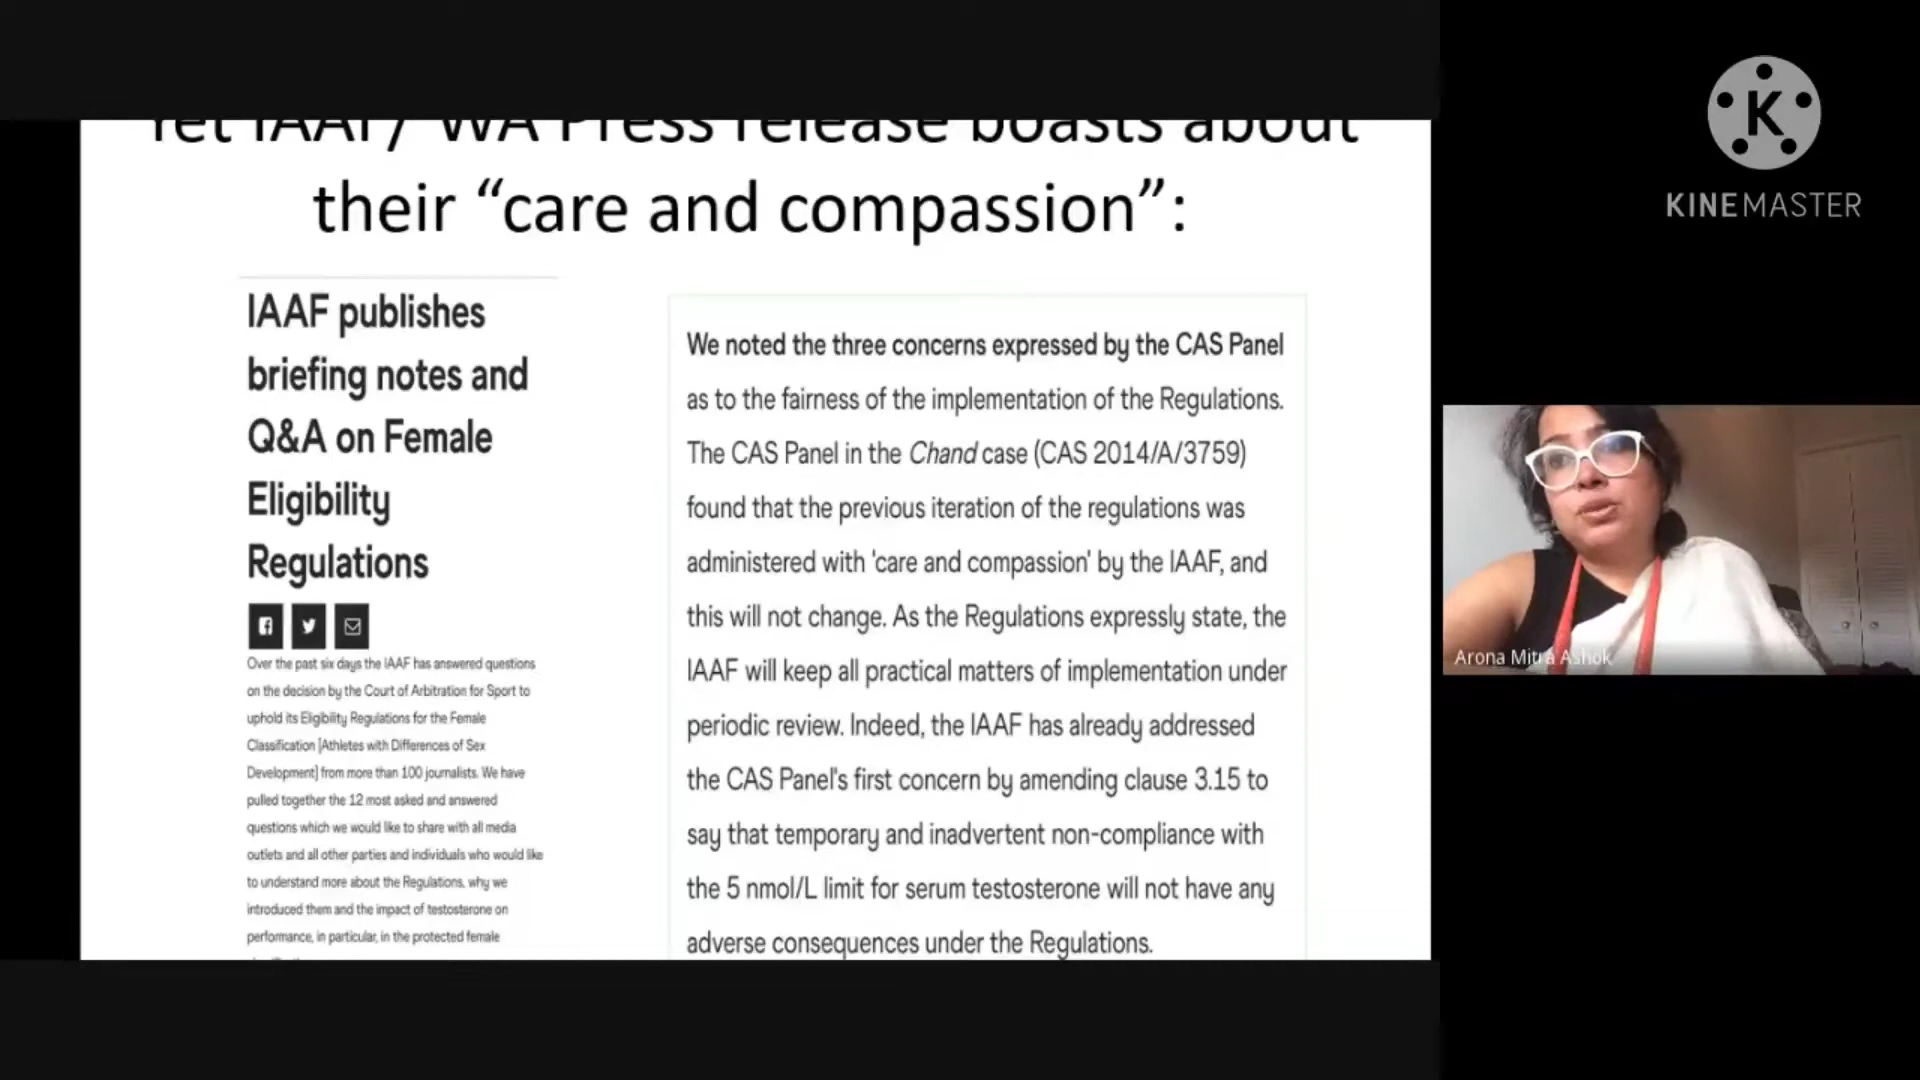 Yet IAAF/ WA Press release boasts about
their “care and compassion”:
IAAF publishes
briefing notes and
Q&A on Female
Eligibility
Regulations
Over the past six days the IAAF has answered questions
on the decision by the Court of Arbitration for Sport to
uphold its Eligibility Regulations for the Female
Classification [Athletes with Differences of Sex
Development] from more than 100 journalists. We have
pulled together the 12 most asked and answered
questions which we would like to share with all media
outlets and all other parties and individuals who would like
to understand more about the Regulations, why we
introduced them and the impact of testosterone on
performance, in particular, in the protected female
We noted the three concerns expressed by the CAS Panel
as to the fairness of the implementation of the Regulations.
The CAS Panel in the Chand case (CAS 2014/A/3759)
found that the previous iteration of the regulations was
administered with 'care and compassion' by the IAAF, and
this will not change. As the Regulations expressly state, the
IAAF will keep all practical matters of implementation under
periodic review. Indeed, the IAAF has already addressed
the CAS Panel's first concern by amending clause 3.15 to
say that temporary and inadvertent non-compliance with
the 5 nmol/L limit for serum testosterone will not have any
adverse consequences under the Regulations.
K
KINEMASTER
Arona Mitra Ashok